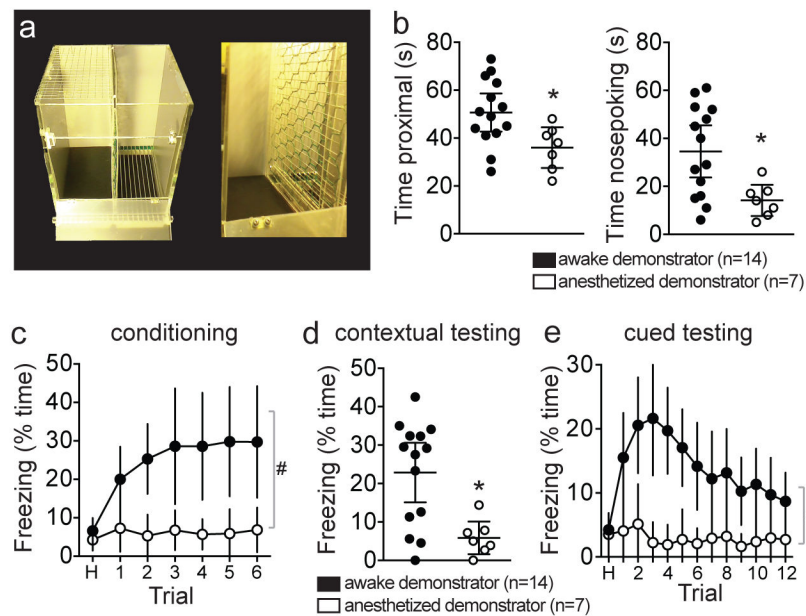 a
b
Time proximal (s)
80
60
40
20
0
*
Time nosepoking (s)
80
60
40
20
0
*
awake demonstrator (n=14)
anesthetized demonstrator (n=7)
c conditioning
Freezing (% time)
50
40
30
20
10
0
#
H 1 2 3 4 5 6
Trial
d contextual testing
Freezing (% time)
50
40
30
20
10
0
*
awake demonstrator (n=14)
anesthetized demonstrator (n=7)
e cued testing
Freezing (% time)
30
20
10
0
H 2 4 6 8 10 12
Trial